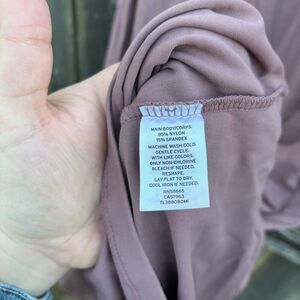 MAIN BODY/CORPS:
85% NYLON
15% SPANDEX
MACHINE WASH COLD.
GENTLE CYCLE.
WITH LIKE COLORS.
ONLY NON-CHLORINE
BLEACH IF NEEDED.
RESHAPE.
LAY FLAT TO DRY.
COOL IRON IF NEEDED.
RN58665
CA57963
TL3880BOMI